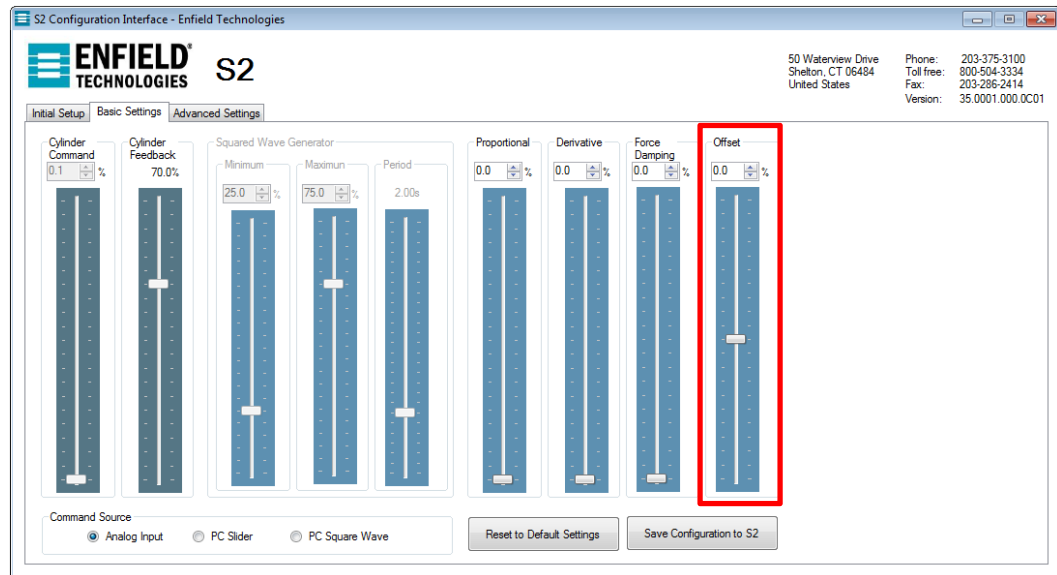 S2 Configuration Interface - Enfield Technologies
ENFIELD®
TECHNOLOGIES
S2
50 Waterview Drive
Shelton, CT 06484
United States
Phone: 203-375-3100
Toll free: 800-504-3334
Fax: 203-286-2414
Version: 35.0001.000.0C01
Initial Setup Basic Settings Advanced Settings
Cylinder Command
0.1 %
Cylinder Feedback
70.0%
Squared Wave Generator
Minimum
25.0 %
Maximun
75.0 %
Period
2.00s
Proportional
0.0 %
Derivative
0.0 %
Force Damping
0.0 %
Offset
0.0 %
Command Source
Analog Input PC Slider PC Square Wave
Reset to Default Settings
Save Configuration to S2